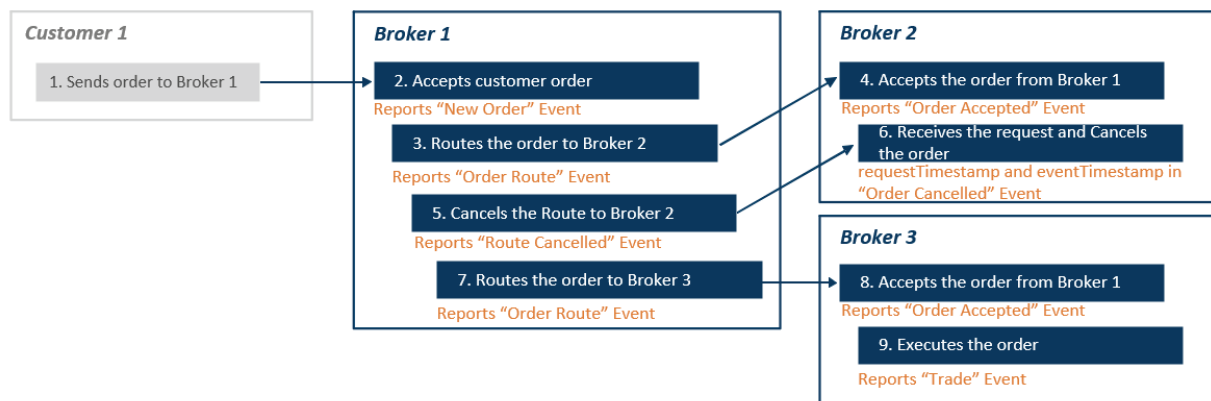 Customer 1
1. Sends order to Broker 1
Broker 1
2. Accepts customer order
Reports “New Order” Event
3. Routes the order to Broker 2
Reports “Order Route” Event
5. Cancels the Route to Broker 2
Reports “Route Cancelled” Event
7. Routes the order to Broker 3
Reports “Order Route” Event
Broker 2
4. Accepts the order from Broker 1
Reports “Order Accepted” Event
6. Receives the request and Cancels
the order
requestTimestamp and eventTimestamp in
“Order Cancelled” Event
Broker 3
8. Accepts the order from Broker 1
Reports “Order Accepted” Event
9. Executes the order
Reports “Trade” Event